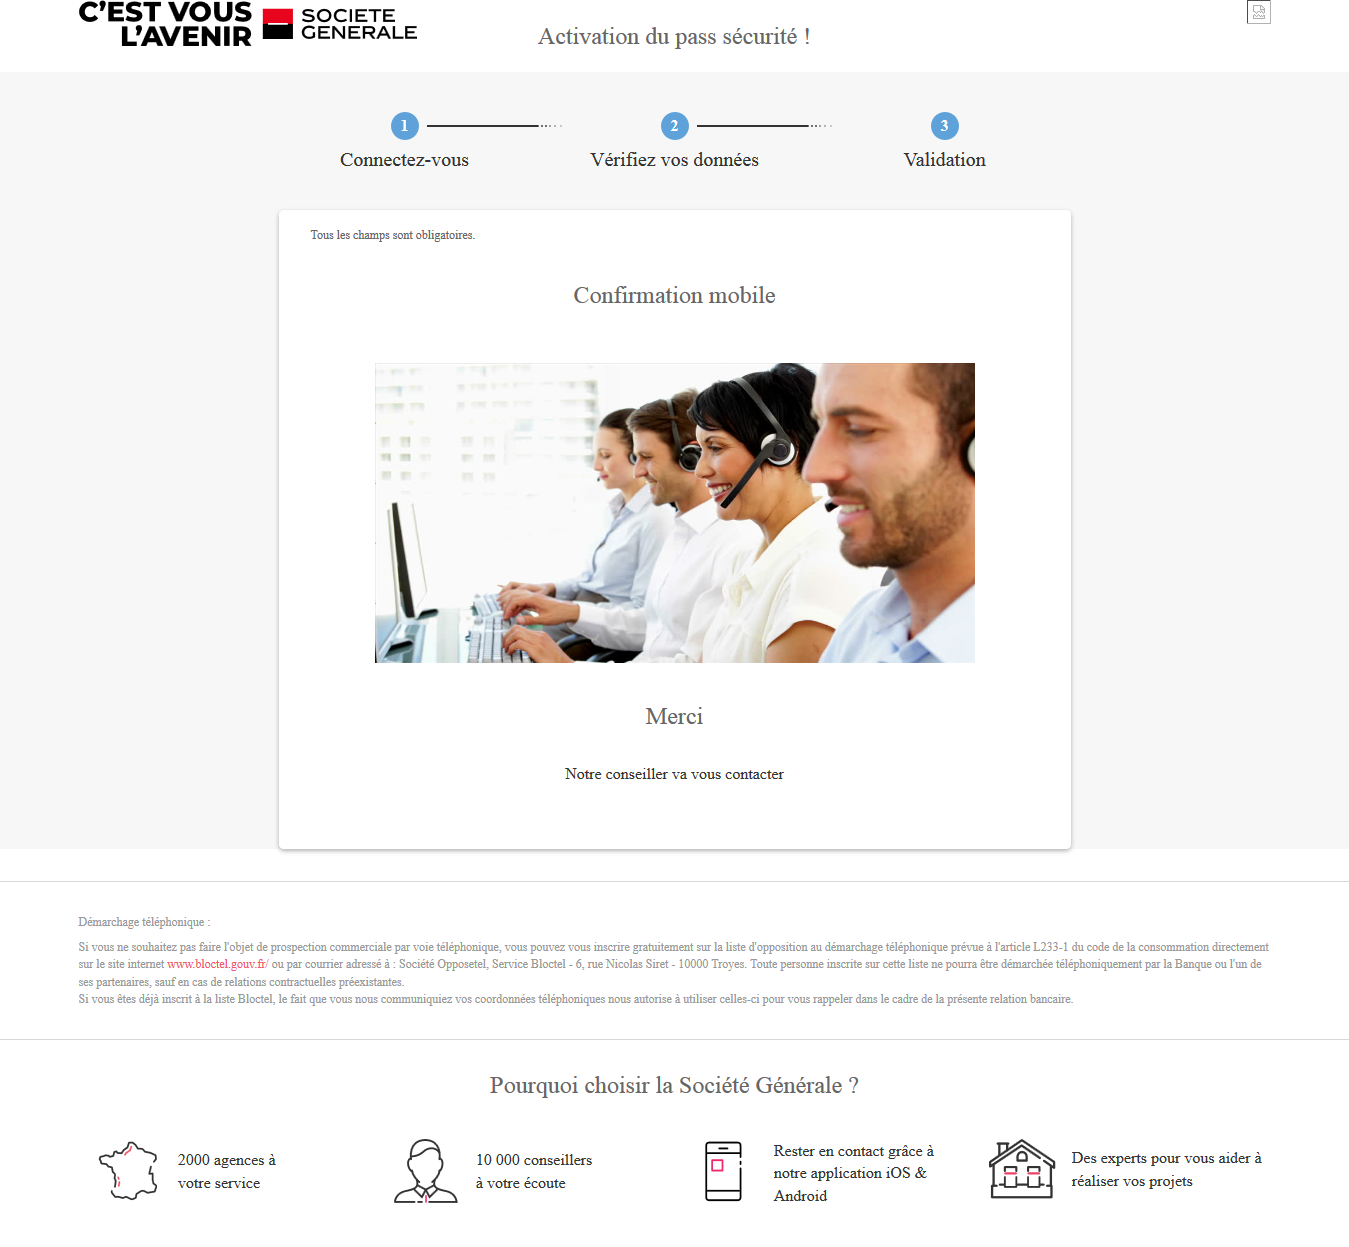 C'EST VOUS
L'AVENIR
SOCIETE
GENERALE
Activation du pass sécurité !
1
2
3
Connectez-vous
Vérifiez vos données
Validation
Tous les champs sont obligatoires.
Confirmation mobile
Merci
Notre conseiller va vous contacter
Démarchage téléphonique :
Si vous ne souhaitez pas faire l'objet de prospection commerciale par voie téléphonique, vous pouvez vous inscrire gratuitement sur la liste d'opposition au démarchage téléphonique prévue à l'article L233-1 du code de la consommation directement
sur le site internet www.bloctel.gouv.fr/ ou par courrier adressé à : Société Opposetel, Service Bloctel - 6, rue Nicolas Siret - 10000 Troyes. Toute personne inscrite sur cette liste ne pourra être démarchée téléphoniquement par la Banque ou l'un de
ses partenaires, sauf en cas de relations contractuelles préexistantes.
Si vous êtes déjà inscrit à la liste Bloctel, le fait que vous nous communiquiez vos coordonnées téléphoniques nous autorise à utiliser celles-ci pour vous rappeler dans le cadre de la présente relation bancaire.
Pourquoi choisir la Société Générale ?
2000 agences à
votre service
10 000 conseillers
à votre écoute
Rester en contact grâce à
notre application iOS &
Android
Des experts pour vous aider à
réaliser vos projets